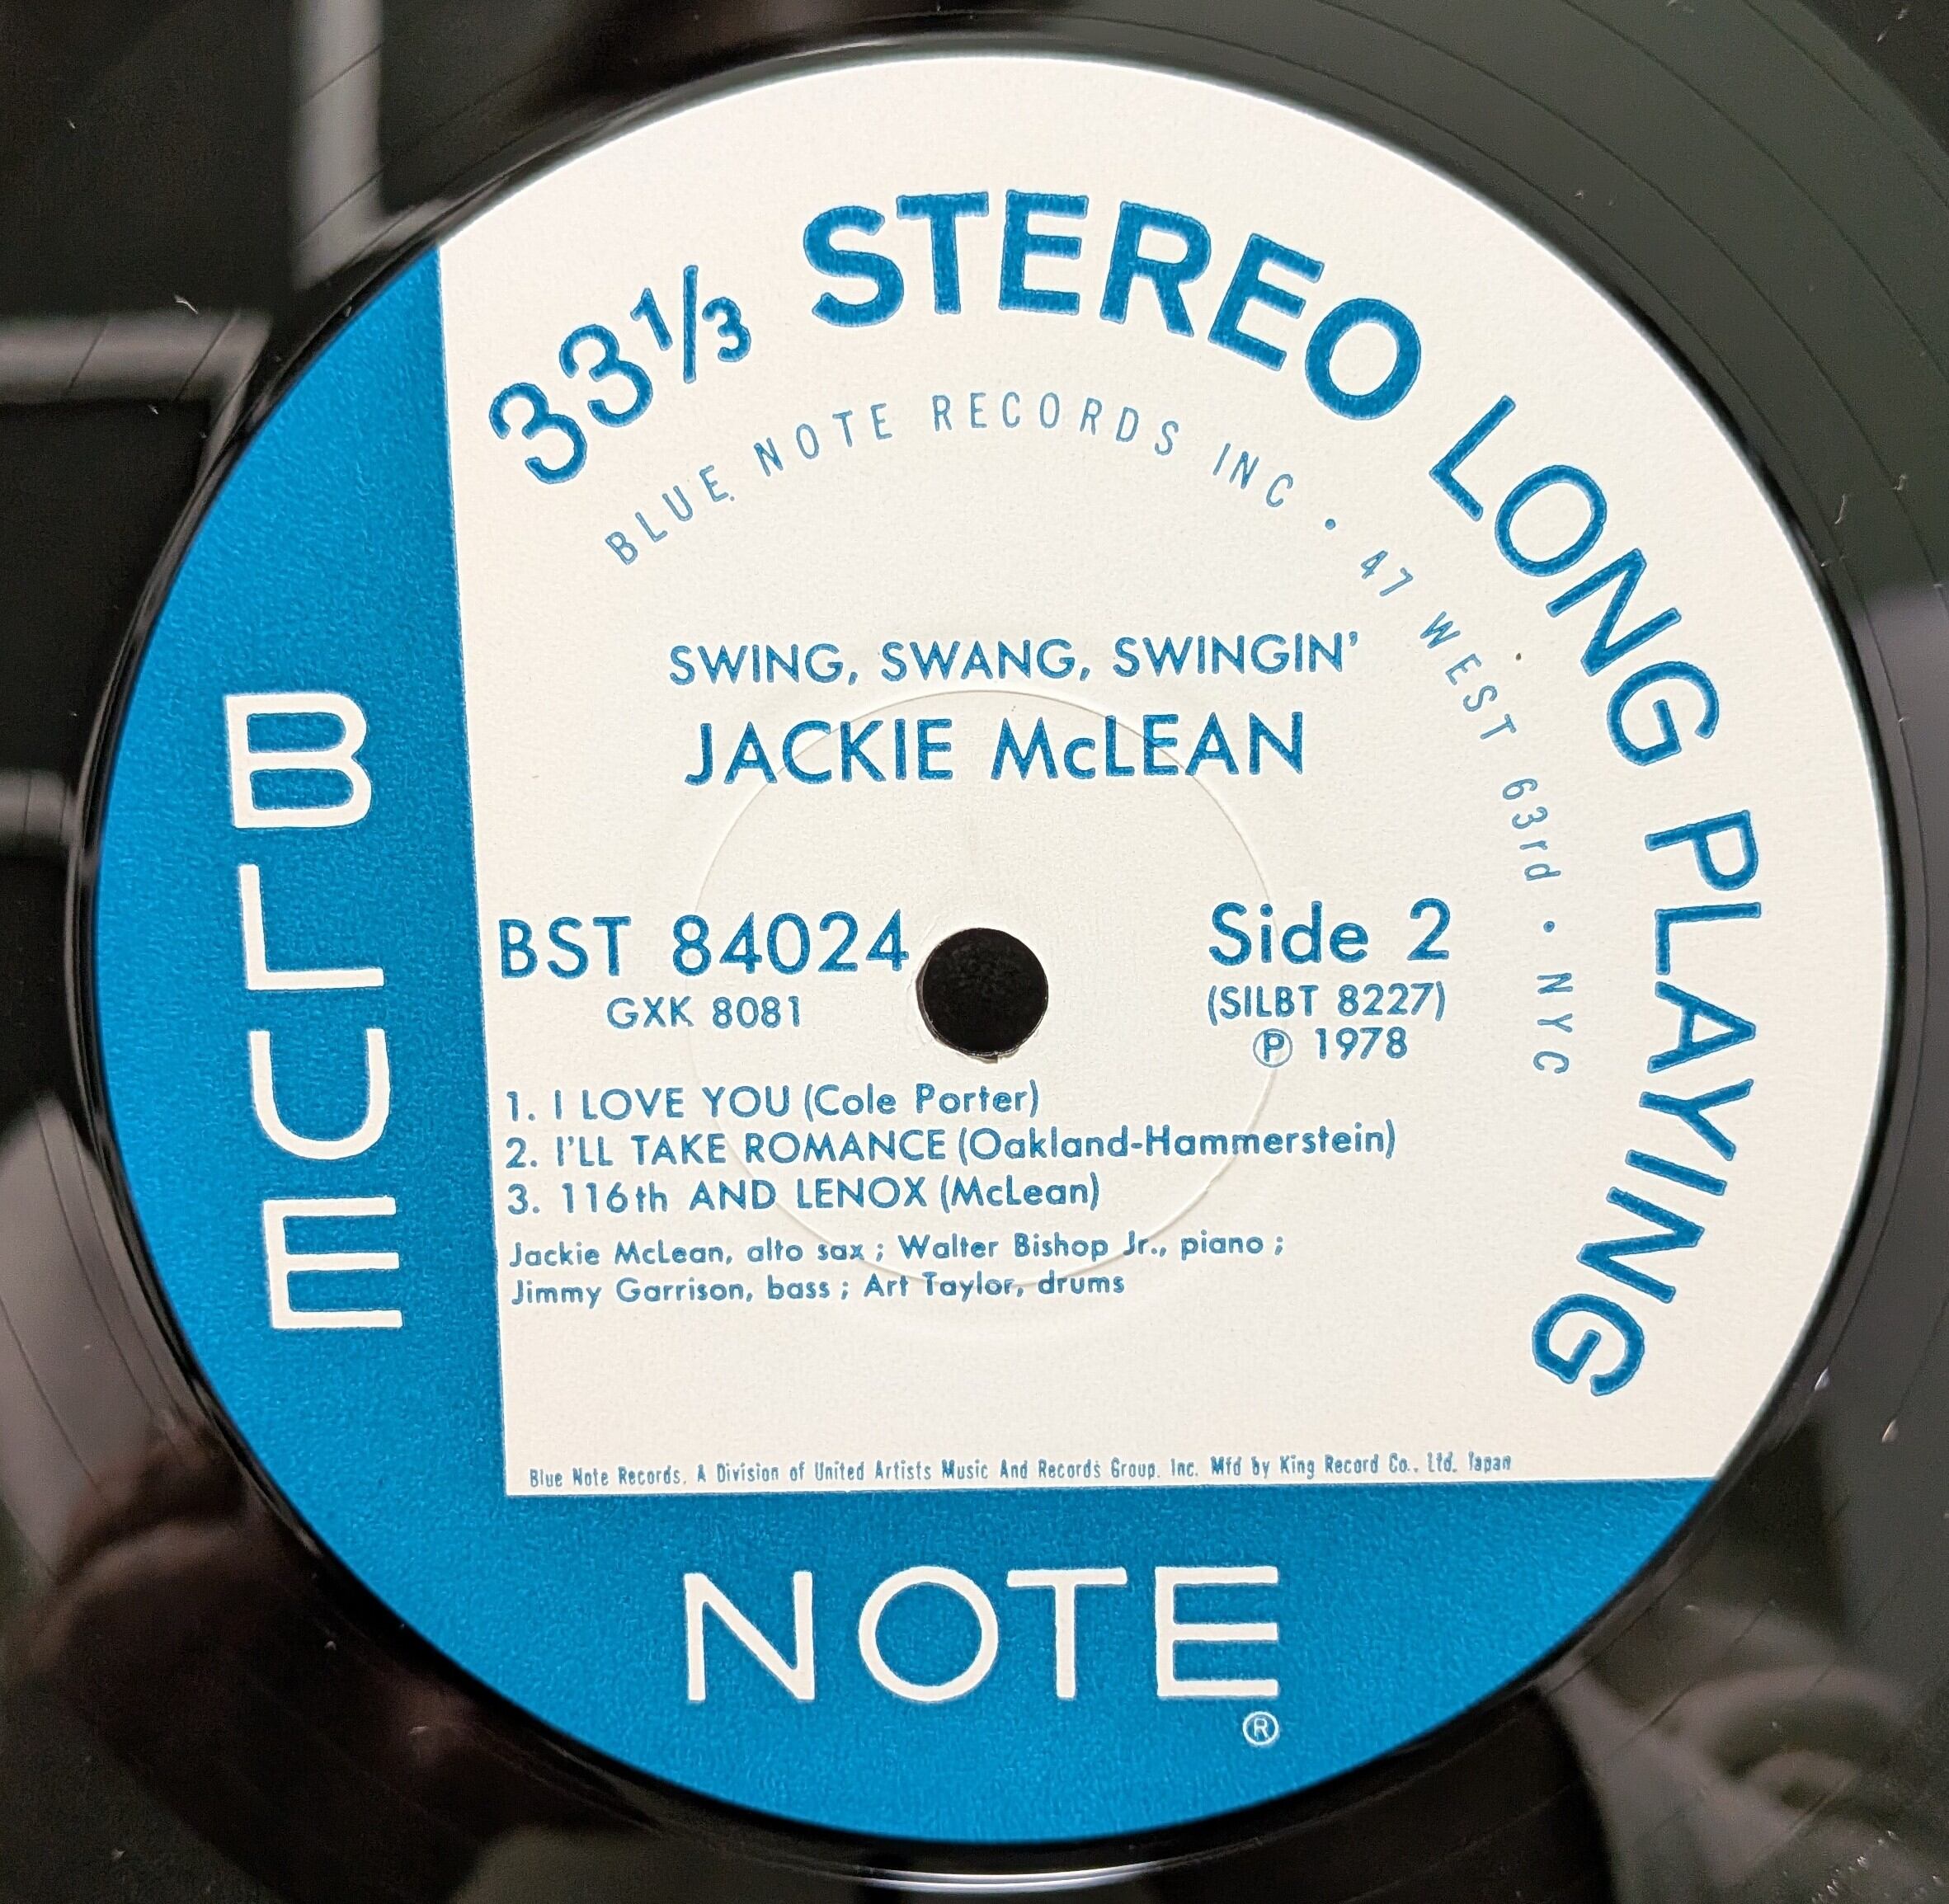 33⅓ STEREO LONG PLAYING
BLUE NOTE RECORDS INC • 47 WEST 63rd • NYC
SWING, SWANG, SWINGIN'
JACKIE McLEAN
BST 84024
GXK 8081
Side 2
(SILBT 8227)
Ⓟ 1978
1. I LOVE YOU (Cole Porter)
2. I'LL TAKE ROMANCE (Oakland-Hammerstein)
3. 116th AND LENOX (McLean)
Jackie McLean, alto sax ; Walter Bishop Jr., piano ;
Jimmy Garrison, bass ; Art Taylor, drums
Blue Note Records. A Division of United Artists Music And Records Group. Inc. Mfd by King Record Co., Ltd. Japan
BLUE
NOTE
®